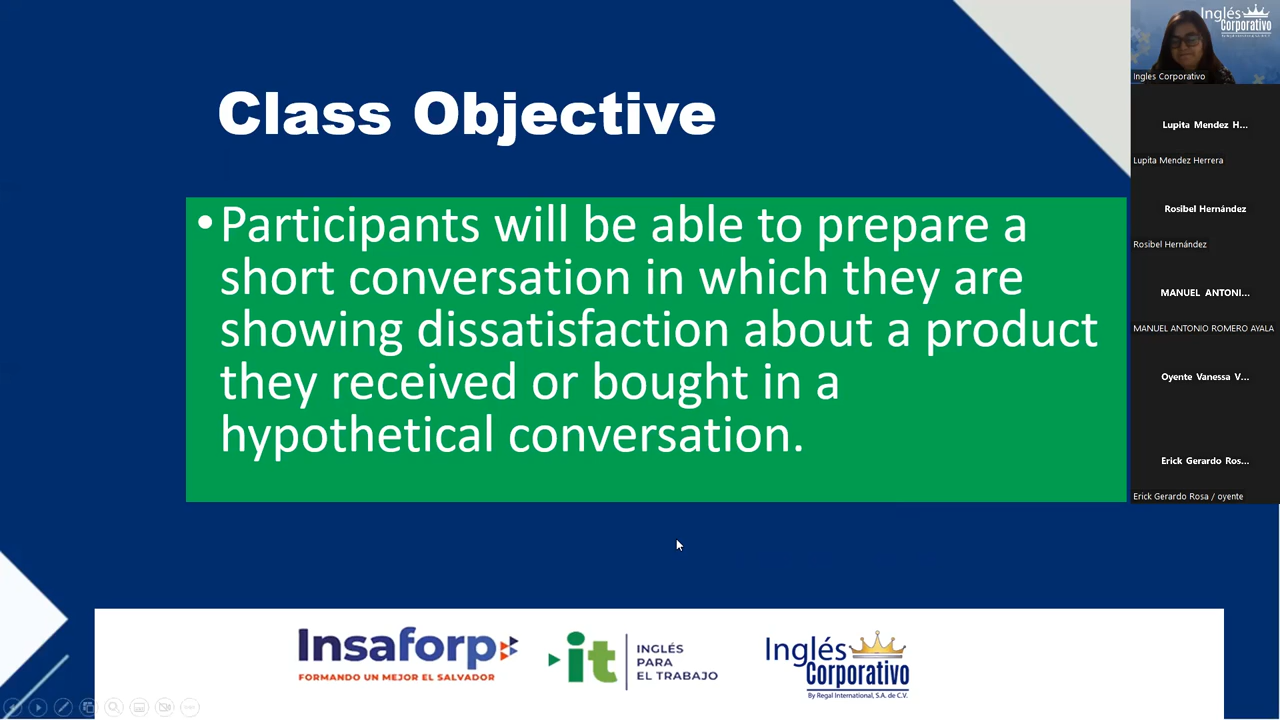 Class Objective
• Participants will be able to prepare a
short conversation in which they are
showing dissatisfaction about a product
they received or bought in a
hypothetical conversation.
Insaforp
FORMANDO UN MEJOR EL SALVADOR
it
INGLÉS
PARA
EL TRABAJO
Inglés
Corporativo
By Regal International, S.A. de C.V.
Inglés
Corporativo
Ingles Corporativo
Lupita Mendez H...
Lupita Mendez Herrera
Rosibel Hernández
Rosibel Hernández
MANUEL ANTONI...
MANUEL ANTONIO ROMERO AYALA
Oyente Vanessa V...
Erick Gerardo Ros...
Erick Gerardo Rosa / oyente